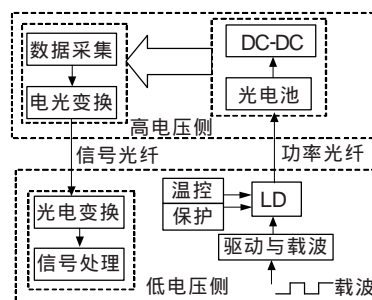 数据采集
DC-DC
电光变换
光电池
高电压侧
信号光纤
功率光纤
光电变换
温控
保护
LD
信号处理
驱动与载波
低电压侧
载波